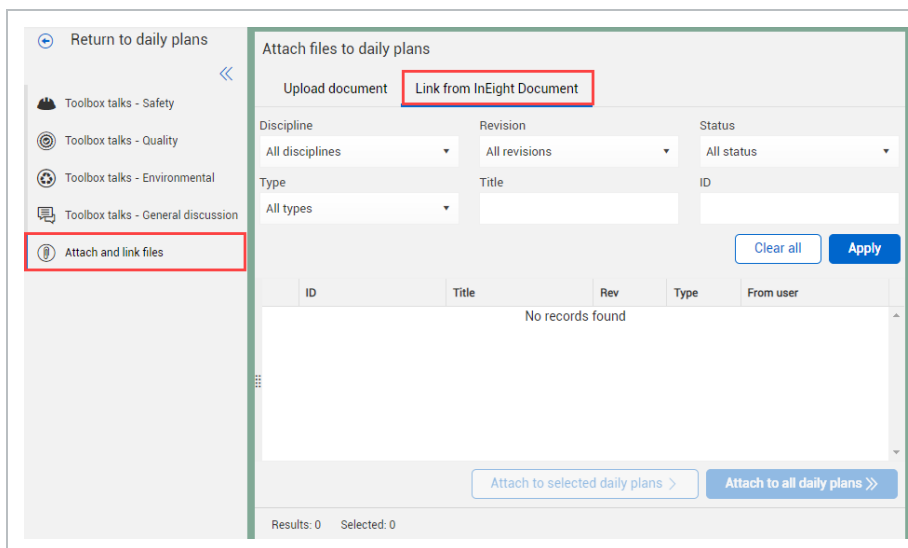 Return to daily plans
Toolbox talks - Safety
Toolbox talks - Quality
Toolbox talks - Environmental
Toolbox talks - General discussion
Attach and link files
Attach files to daily plans
Upload document Link from InEight Document
Discipline Revision Status
All disciplines All revisions All status
Type Title ID
All types
Clear all Apply
ID Title Rev Type From user
No records found
Attach to selected daily plans Attach to all daily plans
Results: 0 Selected: 0